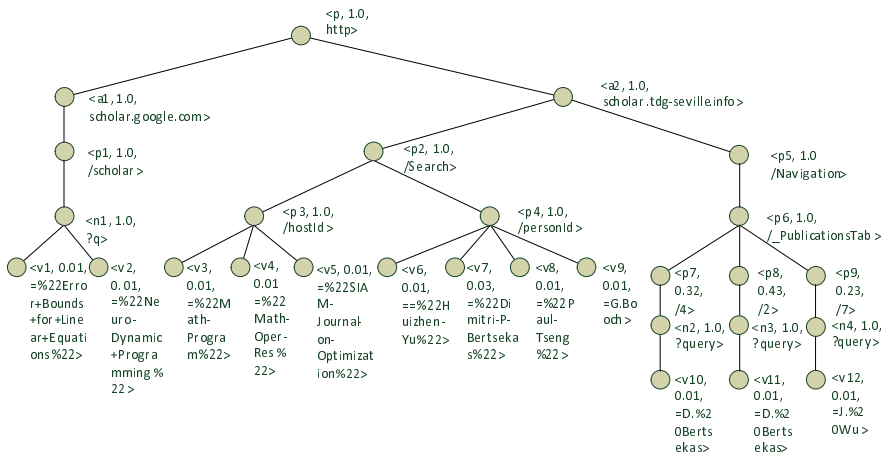 <p, 1.0,
http>
<a1, 1.0,
scholar.google.com>
<a2, 1.0,
scholar.tdg-seville.info>
<p1, 1.0,
/scholar>
<p2, 1.0,
/Search>
<p5, 1.0
/Navigation>
<n1, 1.0,
?q>
<p3, 1.0,
/hostId>
<p4, 1.0,
/personId>
<p6, 1.0,
/_PublicationsTab>
<v1, 0.01,
=%22Erro
r+Bounds
+for+Line
ar+Equati
ons%22>
<v2,
0.01,
=%22Ne
uro-
Dynamic
+Progra
mming%
22>
<v3,
0.01,
=%22M
ath-
Progra
m%22>
<v4,
0.01
=%22
Math-
Oper-
Res%
22>
<v5, 0.01,
=%22SIA
M-
Journal-
on-
Optimizat
ion%22>
<v6,
0.01,
==%22H
uizhen-
Yu%22>
<v7,
0.03,
=%22Di
mitri-P-
Bertseka
s%22>
<v8,
0.01,
=%22P
aul-
Tseng
%22>
<v9,
0.01,
=G.Bo
och>
<p7,
0.32,
/4>
<n2, 1.0,
?query>
<v10,
0.01,
=D.%2
0Berts
ekas>
<p8,
0.43,
/2>
<n3, 1.0,
?query>
<v11,
0.01,
=D.%2
0Berts
ekas>
<p9,
0.23,
/7>
<n4, 1.0,
?query>
<v12,
0.01,
=J.%2
0Wu>